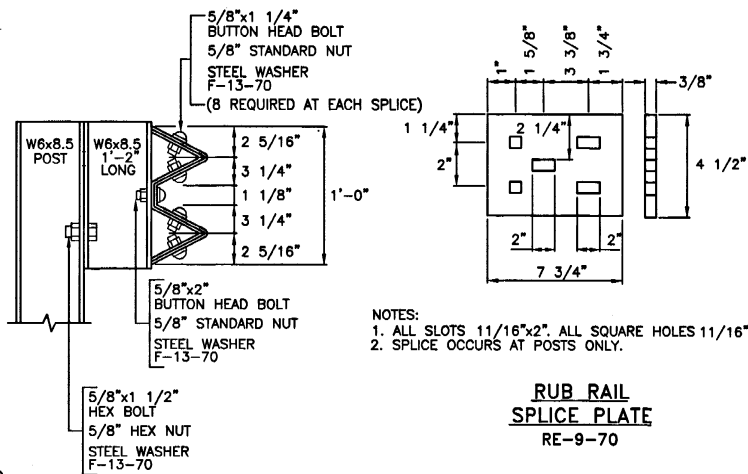 5/8"x1 1/4"
BUTTON HEAD BOLT
5/8" STANDARD NUT
STEEL WASHER
F-13-70
(8 REQUIRED AT EACH SPLICE)
W6x8.5
POST
W6x8.5
1'-2"
LONG
2 5/16"
3 1/4"
1 1/8"
3 1/4"
2 5/16"
1'-0"
5/8"x2"
BUTTON HEAD BOLT
5/8" STANDARD NUT
STEEL WASHER
F-13-70
5/8"x1 1/2"
HEX BOLT
5/8" HEX NUT
STEEL WASHER
F-13-70
1"
1 5/8"
3 3/8"
1 3/4"
3/8"
1 1/4"
2 1/4"
2"
4 1/2"
2"
2"
7 3/4"
NOTES:
1. ALL SLOTS 11/16"x2". ALL SQUARE HOLES 11/16"
2. SPLICE OCCURS AT POSTS ONLY.
RUB RAIL
SPLICE PLATE
RE-9-70